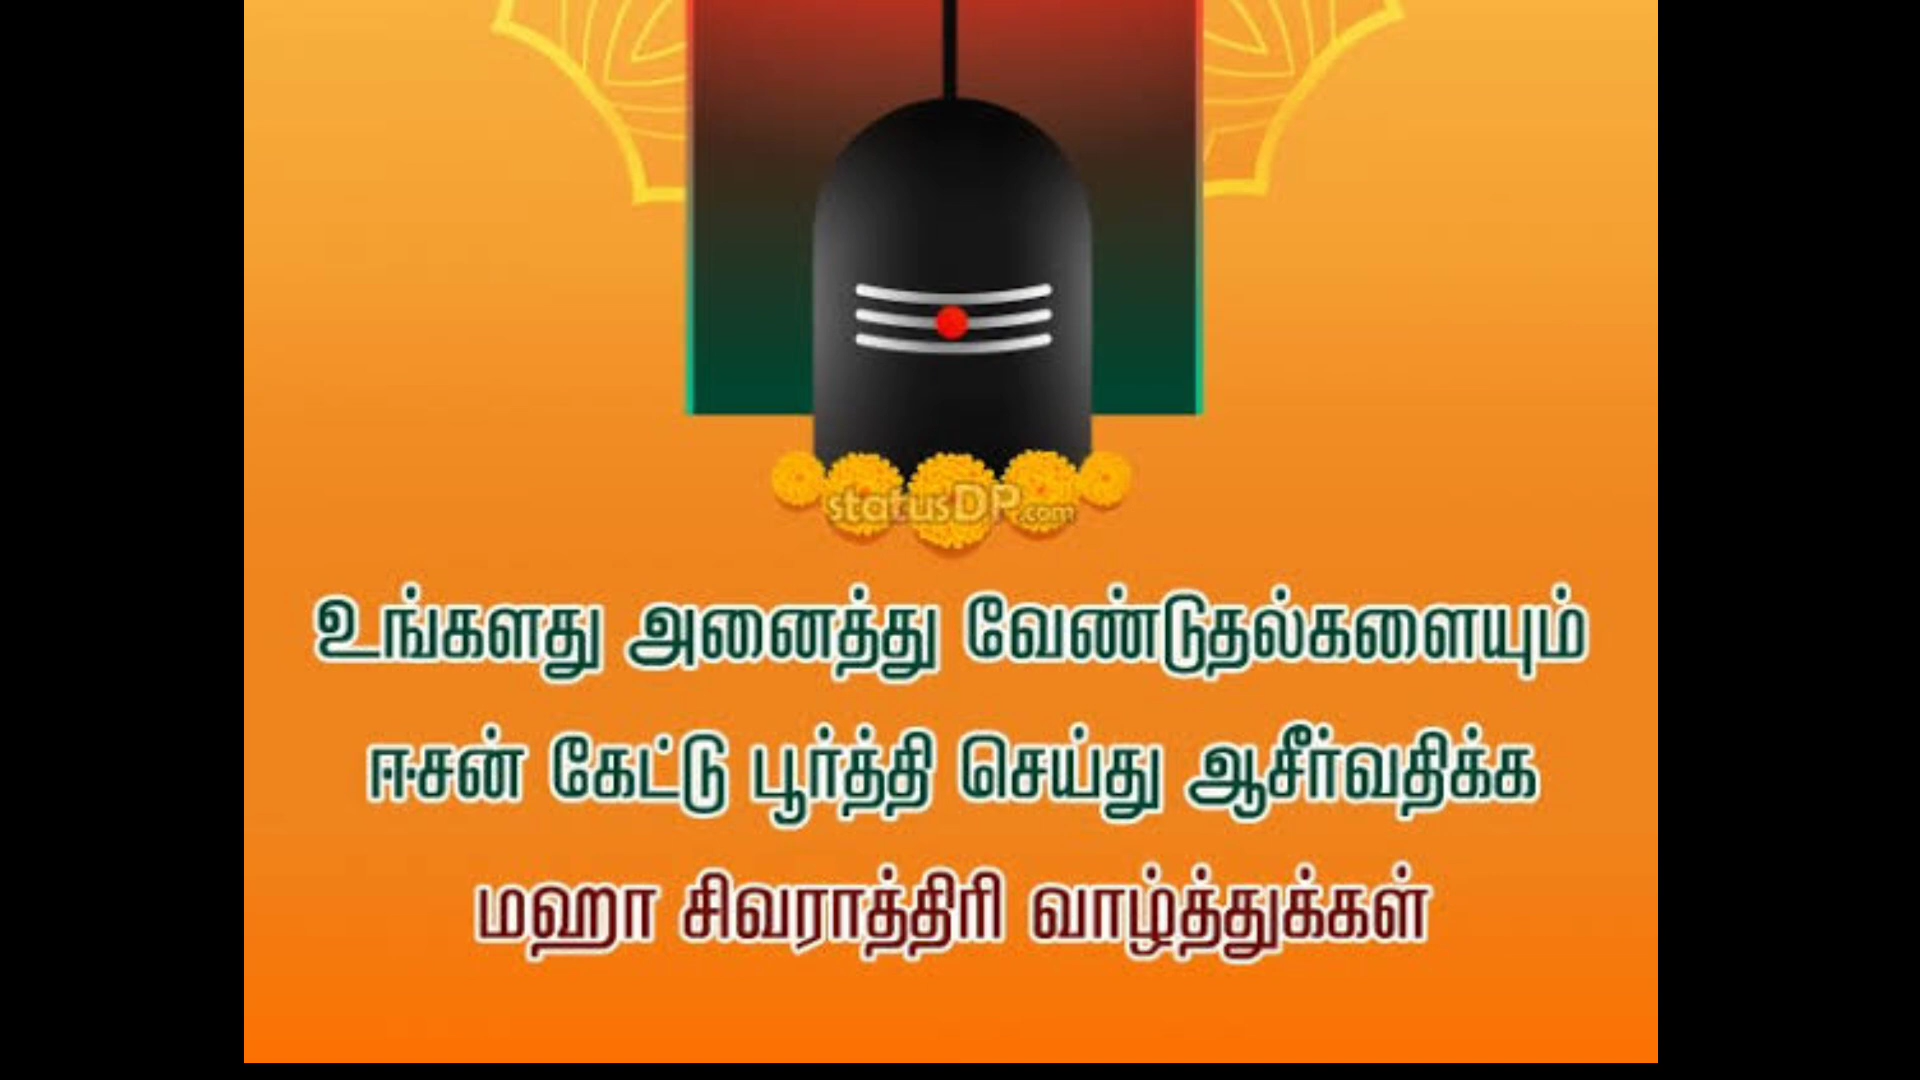 statusDP.com
உங்களது அனைத்து வேண்டுதல்களையும்
ஈசன் கேட்டு பூர்த்தி செய்து ஆசீர்வதிக்க
மஹா சிவராத்திரி வாழ்த்துக்கள்